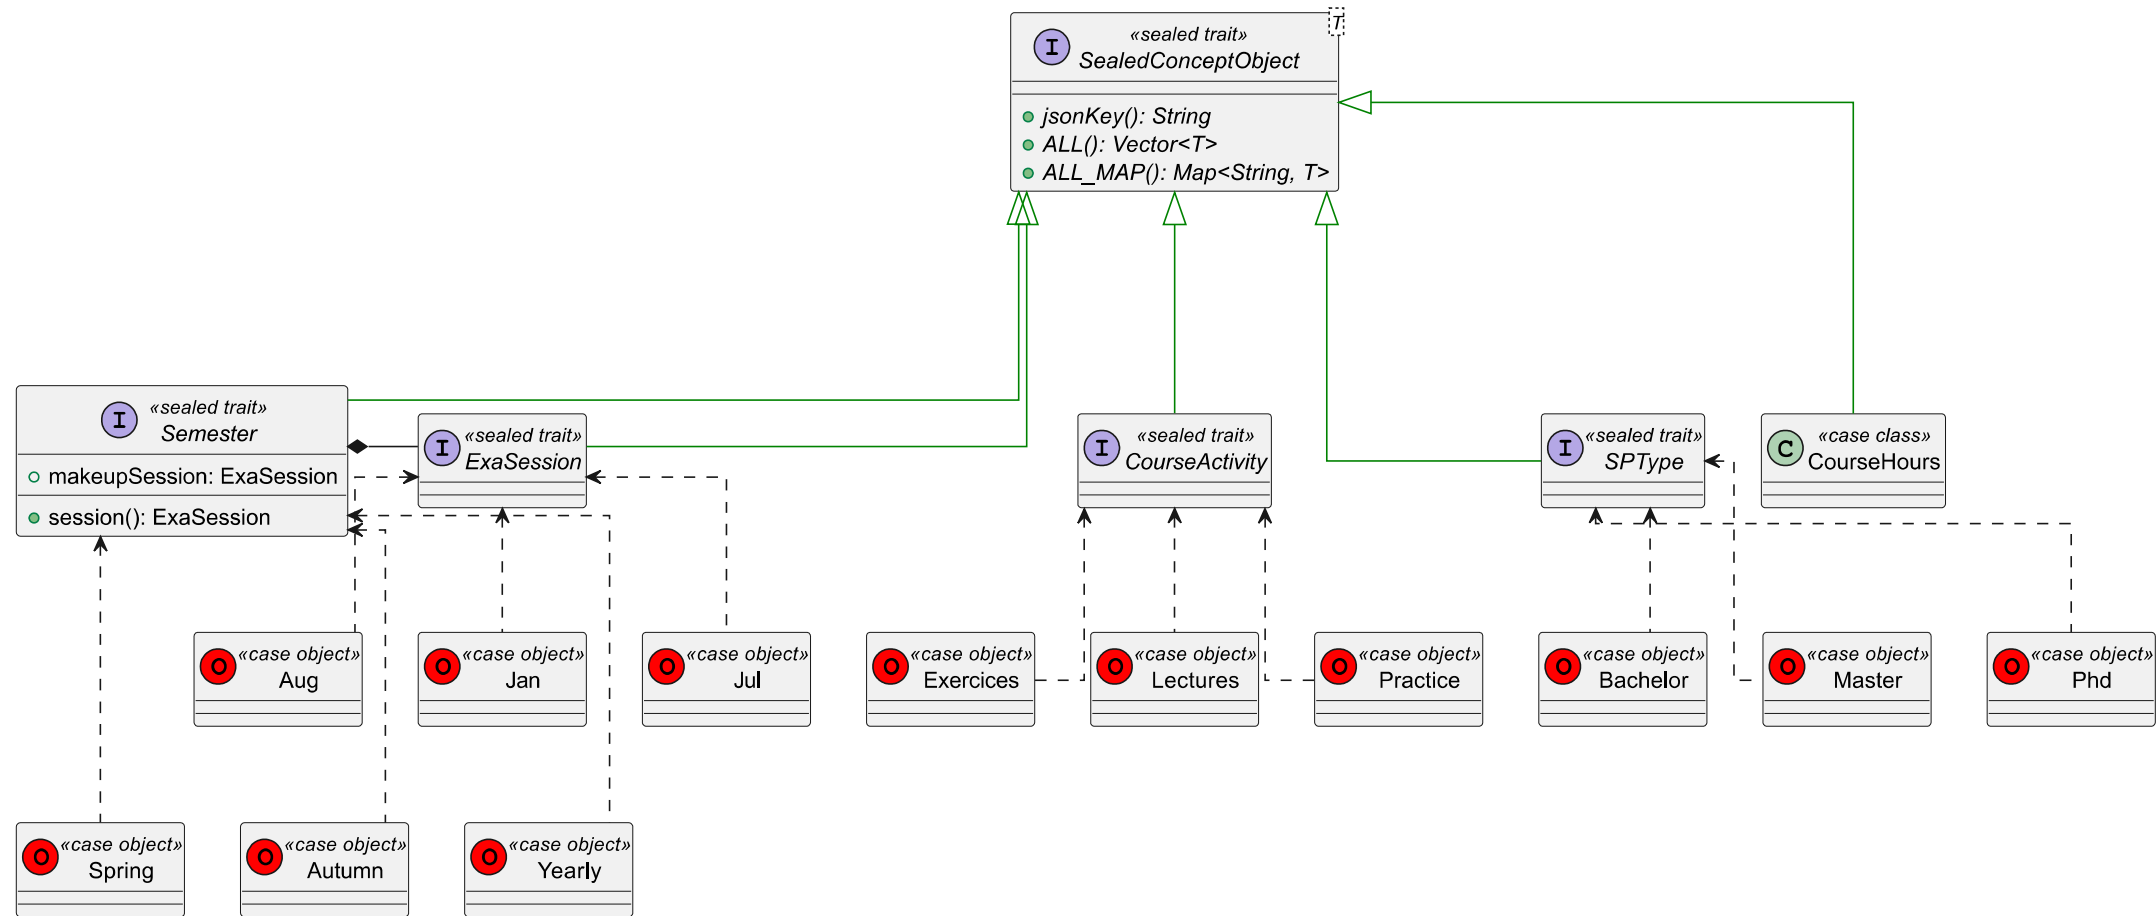 T
I
«sealed trait»
SealedConceptObject
jsonKey(): String
ALL(): Vector<T>
ALL_MAP(): Map<String, T>
I
«sealed trait»
Semester
makeupSession: ExaSession
session(): ExaSession
I
«sealed trait»
ExaSession
I
«sealed trait»
CourseActivity
I
«sealed trait»
SPType
C
«case class»
CourseHours
O
«case object»
Aug
O
«case object»
Jan
O
«case object»
Jul
O
«case object»
Exercices
O
«case object»
Lectures
O
«case object»
Practice
O
«case object»
Bachelor
O
«case object»
Master
O
«case object»
Phd
O
«case object»
Spring
O
«case object»
Autumn
O
«case object»
Yearly